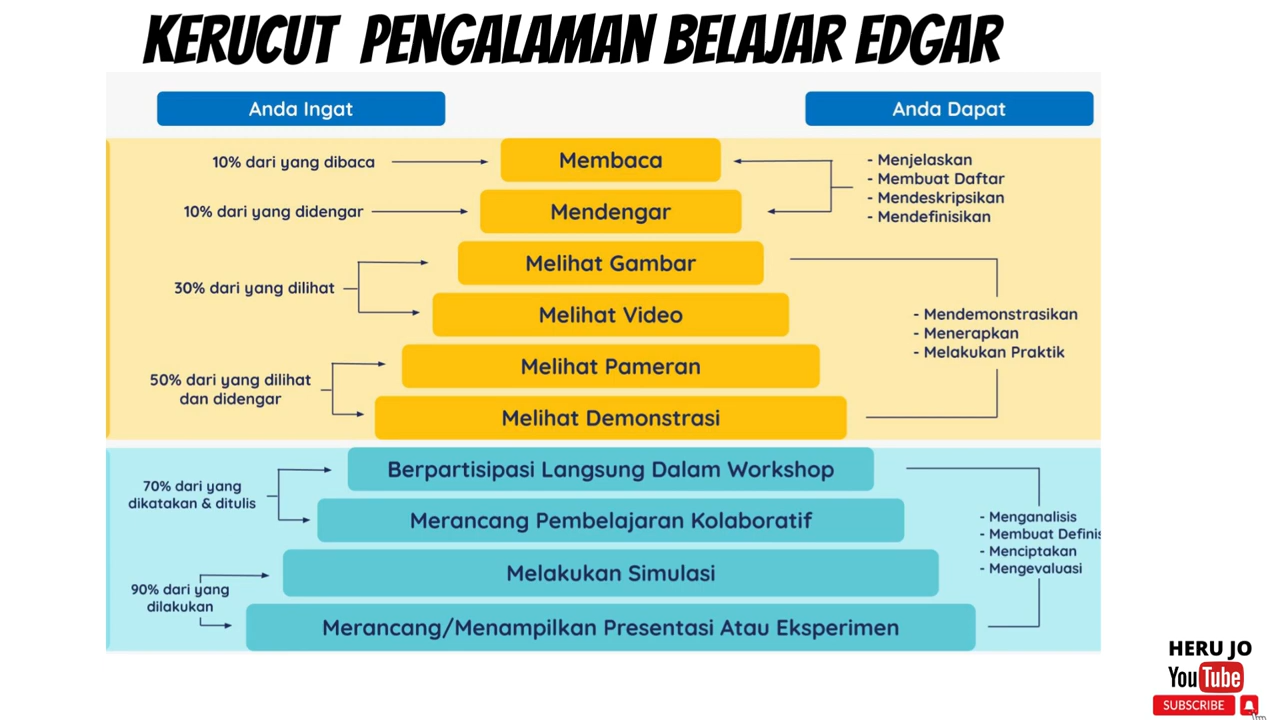 KERUCUT PENGALAMAN BELAJAR EDGAR
Anda Ingat
Anda Dapat
10% dari yang dibaca
Membaca
- Menjelaskan
- Membuat Daftar
- Mendeskripsikan
- Mendefinisikan
10% dari yang didengar
Mendengar
30% dari yang dilihat
Melihat Gambar
Melihat Video
- Mendemonstrasikan
- Menerapkan
- Melakukan Praktik
50% dari yang dilihat
dan didengar
Melihat Pameran
Melihat Demonstrasi
70% dari yang
dikatakan & ditulis
Berpartisipasi Langsung Dalam Workshop
Merancang Pembelajaran Kolaboratif
- Menganalisis
- Membuat Definis
- Menciptakan
- Mengevaluasi
90% dari yang
dilakukan
Melakukan Simulasi
Merancang/Menampilkan Presentasi Atau Eksperimen
HERU JO
YouTube
SUBSCRIBE